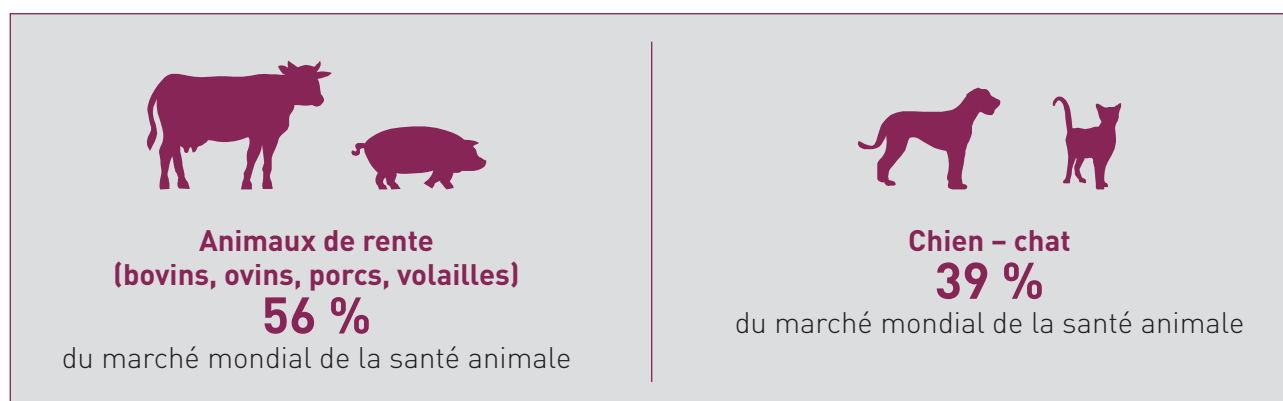 Animaux de rente
(bovins, ovins, porcs, volailles)
56 %
du marché mondial de la santé animale
Chien – chat
39 %
du marché mondial de la santé animale